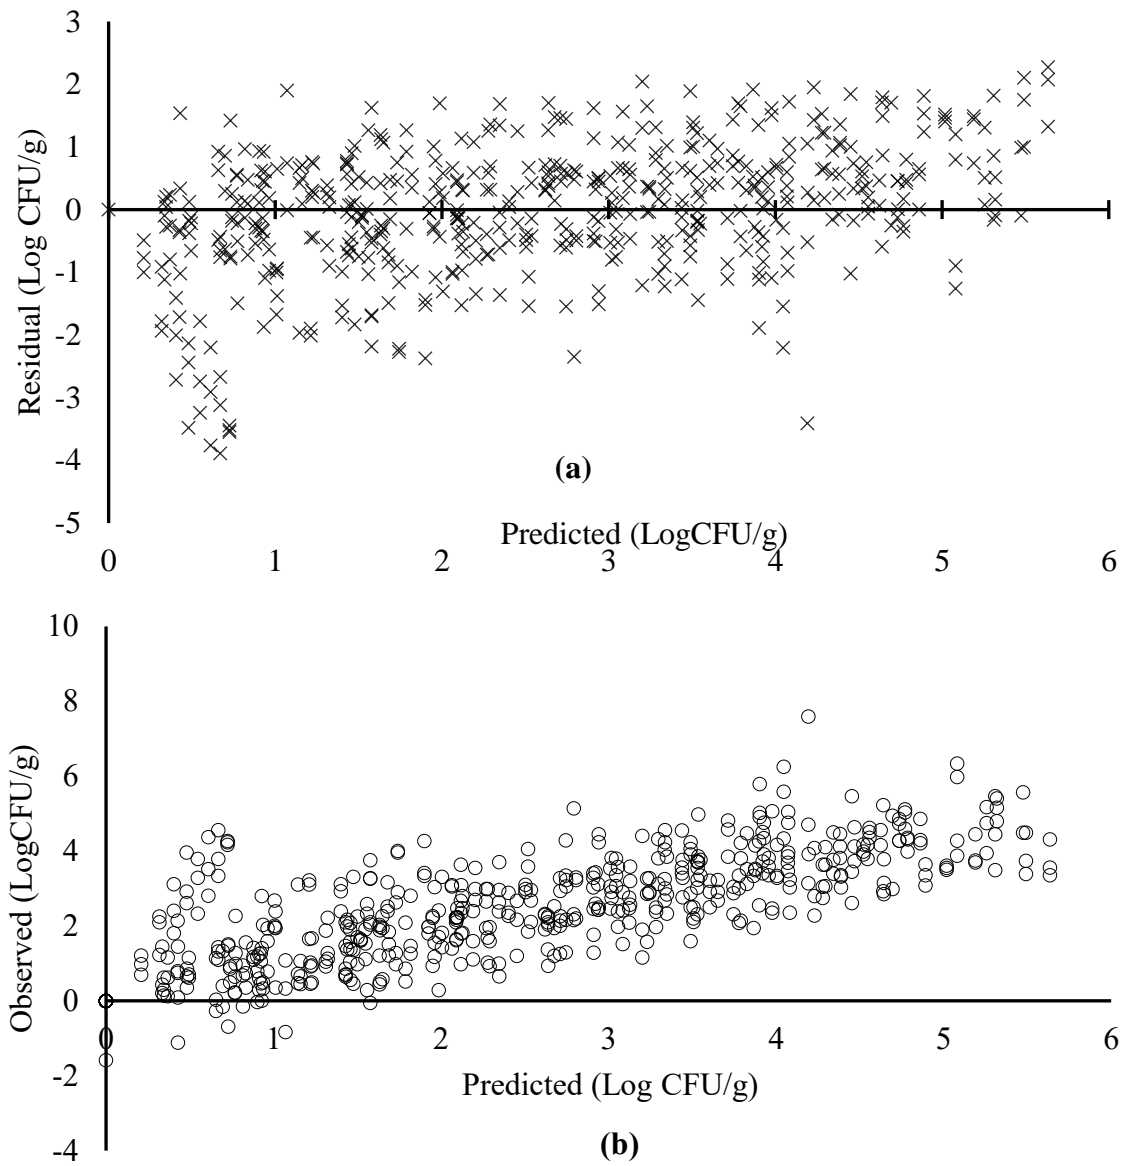 3
2
1
0
-1
-2
-3
-4
-5
Residual (Log CFU/g)
(a)
Predicted (LogCFU/g)
0 1 2 3 4 5 6
10
8
6
4
2
0
-2
-4
Observed (LogCFU/g)
0 1 2 3 4 5 6
Predicted (Log CFU/g)
(b)